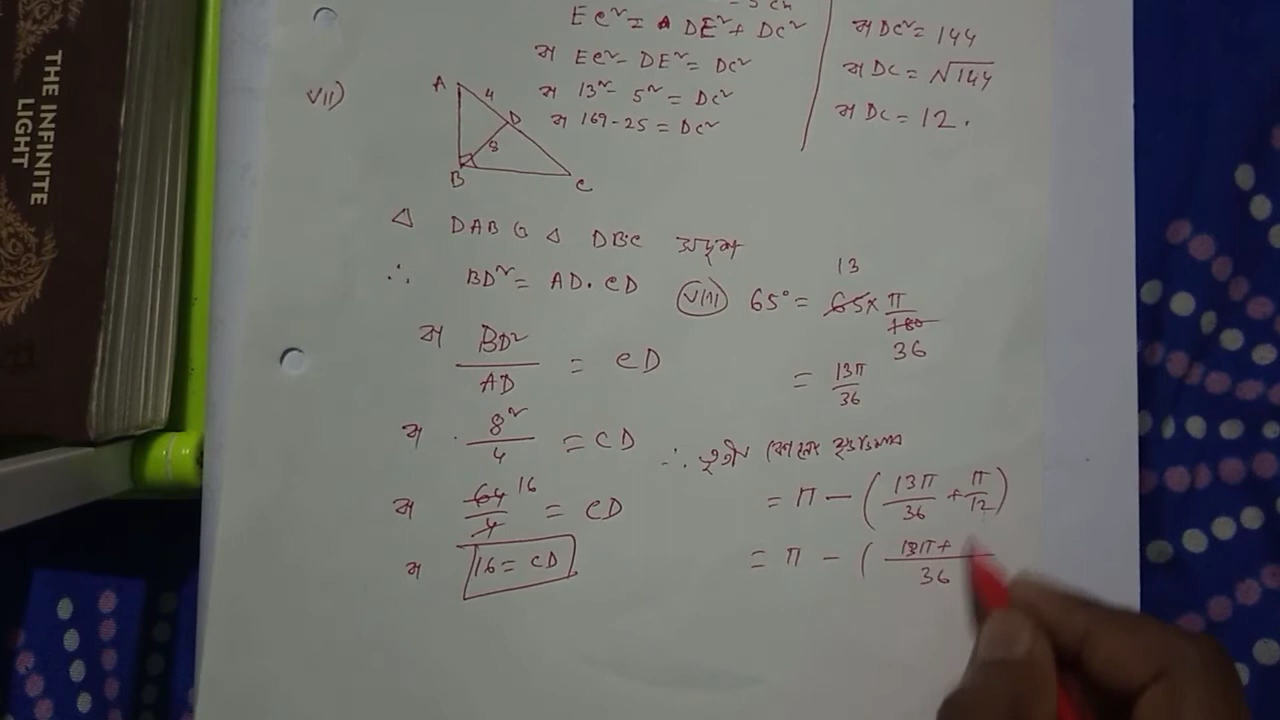 THE INFINITE
LIGHT
EC² = DE² + DC²
বা EC² - DE² = DC²
বা 13² - 5² = DC²
বা 169 - 25 = DC²
বা DC² = 144
বা DC = √144
বা DC = 12.
VII)
A
4
D
8
B
C
△ DAB ও △ DBC সদৃশ
∴ BD² = AD. CD
বা BD²/AD = CD
বা 8²/4 = CD
বা 64/4 16 = CD
বা 16 = CD
VIII) 65° = 65 × π/180
13
36
= 13π/36
∴ তৃতীয় কোণের
= π - (13π/36 + π/12)
= π - ( 13π+ / 36